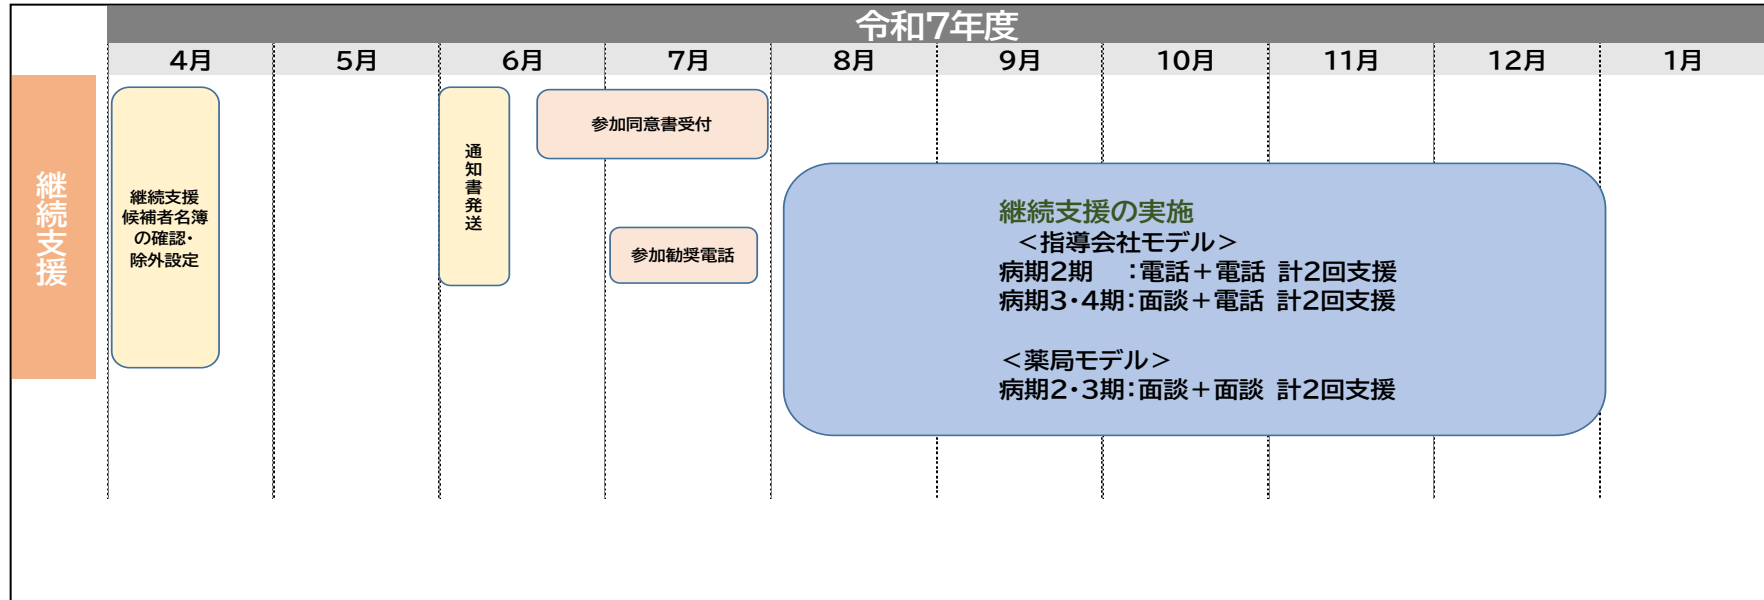 令和7年度
4月
5月
6月
7月
8月
9月
10月
11月
12月
1月
継続支援
継続支援
候補者名簿
の確認・
除外設定
通知書発送
参加同意書受付
参加勧奨電話
継続支援の実施
＜指導会社モデル＞
病期2期　：電話＋電話 計2回支援
病期3・4期：面談＋電話 計2回支援
＜薬局モデル＞
病期2・3期：面談＋面談 計2回支援